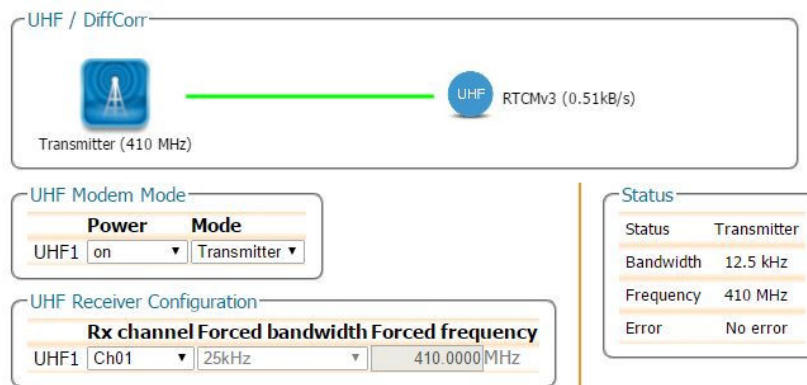 UHF / DiffCorr
UHF
RTCMv3 (0.51kB/s)
Transmitter (410 MHz)
UHF Modem Mode
Power Mode
UHF1 on Transmitter
UHF Receiver Configuration
Rx channel Forced bandwidth Forced frequency
UHF1 Ch01 25kHz 410.0000 MHz
Status
Status Transmitter
Bandwidth 12.5 kHz
Frequency 410 MHz
Error No error